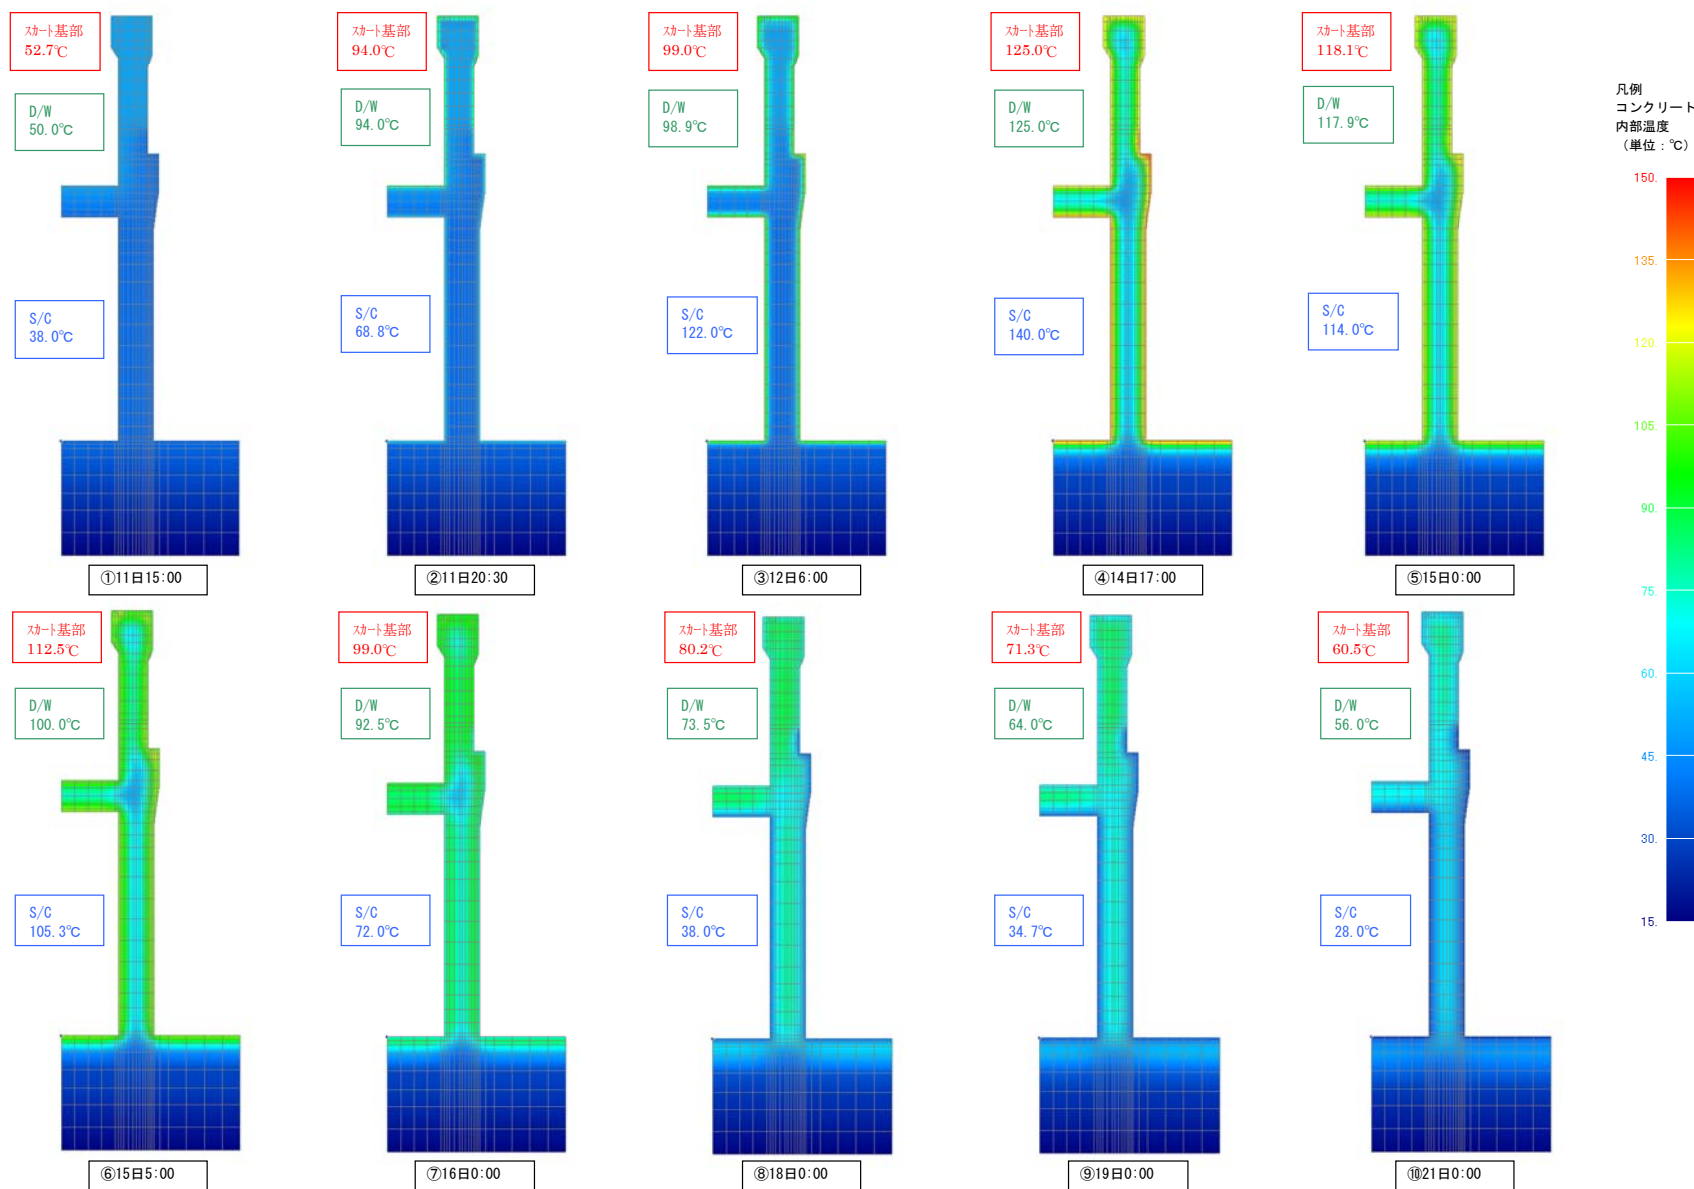 スカート基部
52.7℃
D/W
50.0℃
S/C
38.0℃
①11日15:00
スカート基部
94.0℃
D/W
94.0℃
S/C
68.8℃
②11日20:30
スカート基部
99.0℃
D/W
98.9℃
S/C
122.0℃
③12日6:00
スカート基部
125.0℃
D/W
125.0℃
S/C
140.0℃
④14日17:00
スカート基部
118.1℃
D/W
117.9℃
S/C
114.0℃
⑤15日0:00
凡例
コンクリート
内部温度
(単位:℃)
150.
135.
120.
105.
90.
75.
60.
45.
30.
15.
スカート基部
112.5℃
D/W
100.0℃
S/C
105.3℃
⑥15日5:00
スカート基部
99.0℃
D/W
92.5℃
S/C
72.0℃
⑦16日0:00
スカート基部
80.2℃
D/W
73.5℃
S/C
38.0℃
⑧18日0:00
スカート基部
71.3℃
D/W
64.0℃
S/C
34.7℃
⑨19日0:00
スカート基部
60.5℃
D/W
56.0℃
S/C
28.0℃
⑩21日0:00